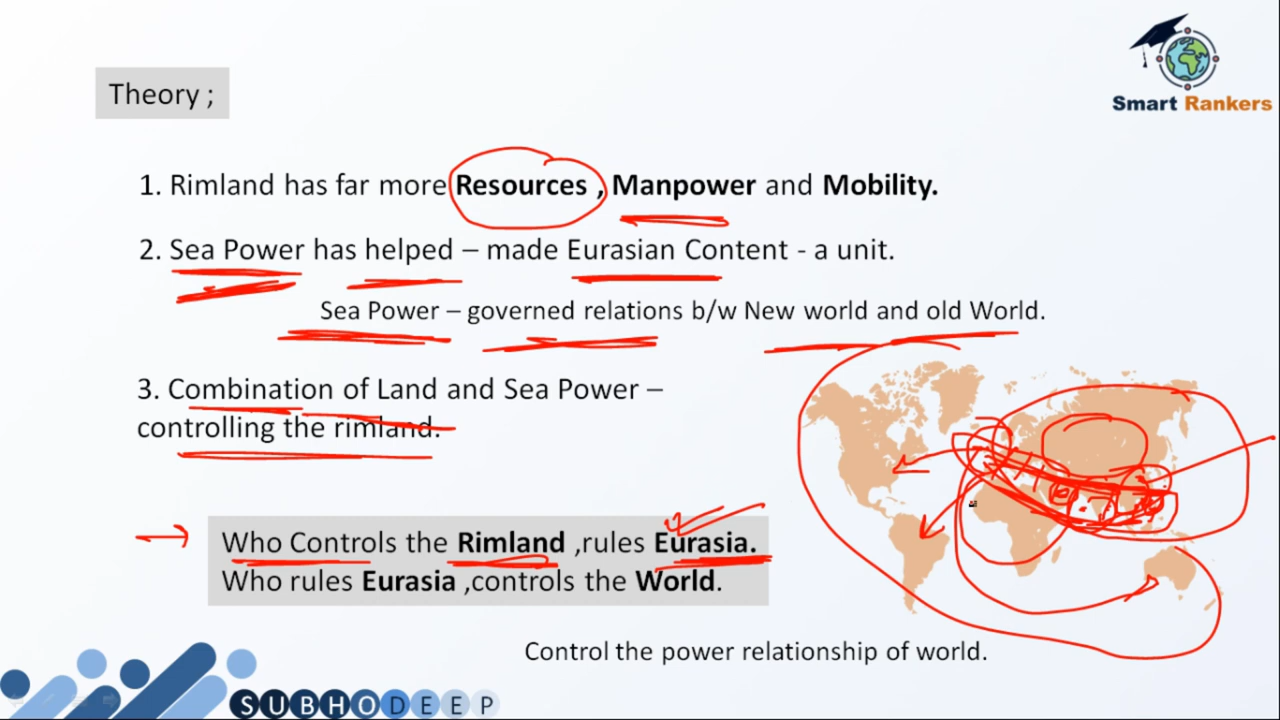 Smart Rankers
Theory ;
1. Rimland has far more Resources , Manpower and Mobility.
2. Sea Power has helped – made Eurasian Content - a unit.
Sea Power – governed relations b/w New world and old World.
3. Combination of Land and Sea Power –
controlling the rimland.
Who Controls the Rimland ,rules Eurasia.
Who rules Eurasia ,controls the World.
Control the power relationship of world.
SUBHODEEP